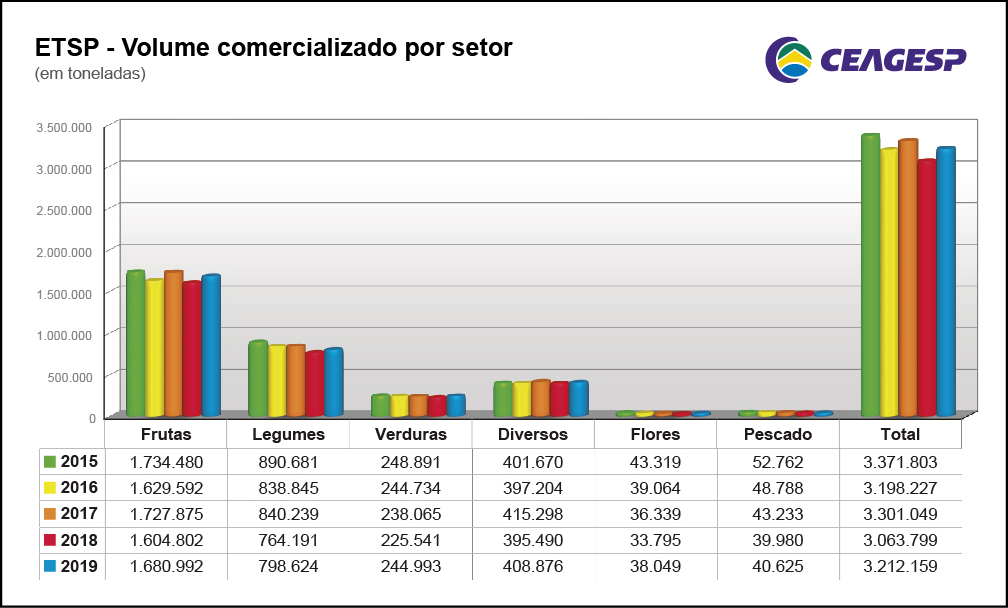 ETSP - Volume comercializado por setor
(em toneladas)
CEAGESP
3.500.000
3.000.000
2.500.000
2.000.000
1.500.000
1.000.000
500.000
0
Frutas Legumes Verduras Diversos Flores Pescado Total
2015 1.734.480 890.681 248.891 401.670 43.319 52.762 3.371.803
2016 1.629.592 838.845 244.734 397.204 39.064 48.788 3.198.227
2017 1.727.875 840.239 238.065 415.298 36.339 43.233 3.301.049
2018 1.604.802 764.191 225.541 395.490 33.795 39.980 3.063.799
2019 1.680.992 798.624 244.993 408.876 38.049 40.625 3.212.159